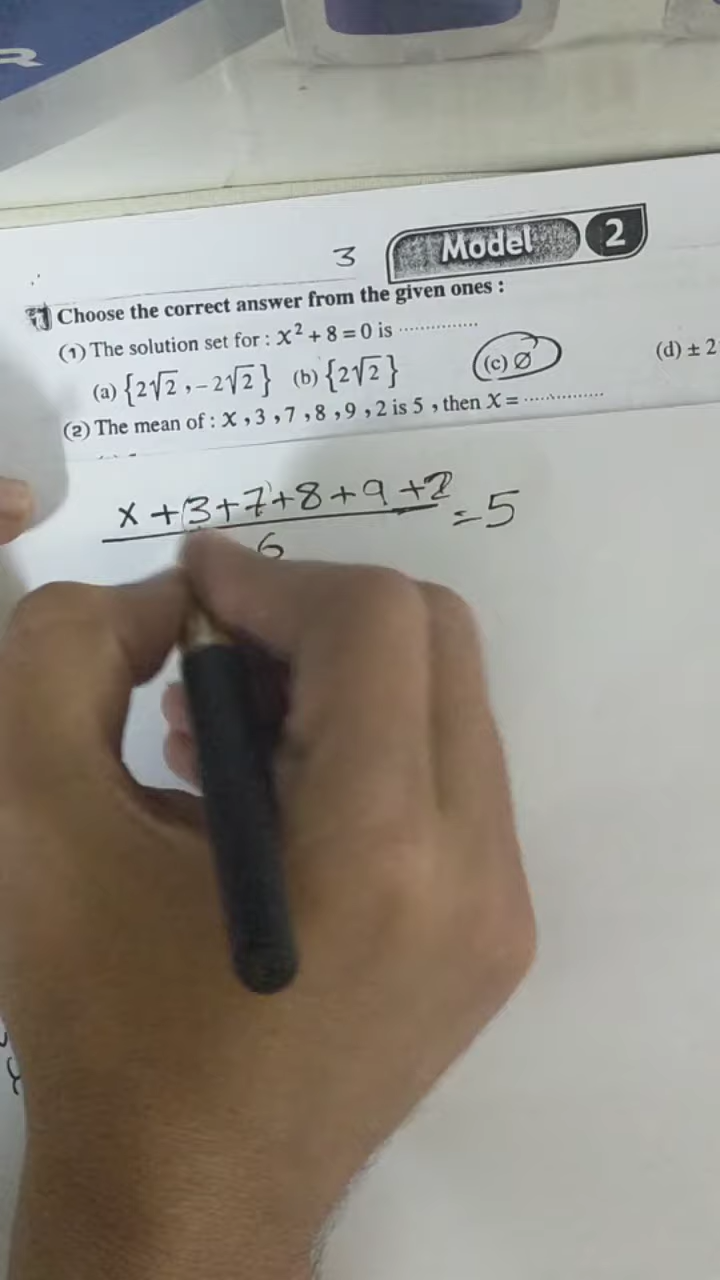 R
3
Model 2
1 Choose the correct answer from the given ones :
(1) The solution set for : x² + 8 = 0 is ...............
(a) {2√2 , -2√2} (b) {2√2} (c) ∅ (d) ± 2
(2) The mean of : X , 3 , 7 , 8 , 9 , 2 is 5 , then X = ...............
x + 3 + 7 + 8 + 9 + 2 = 5
6